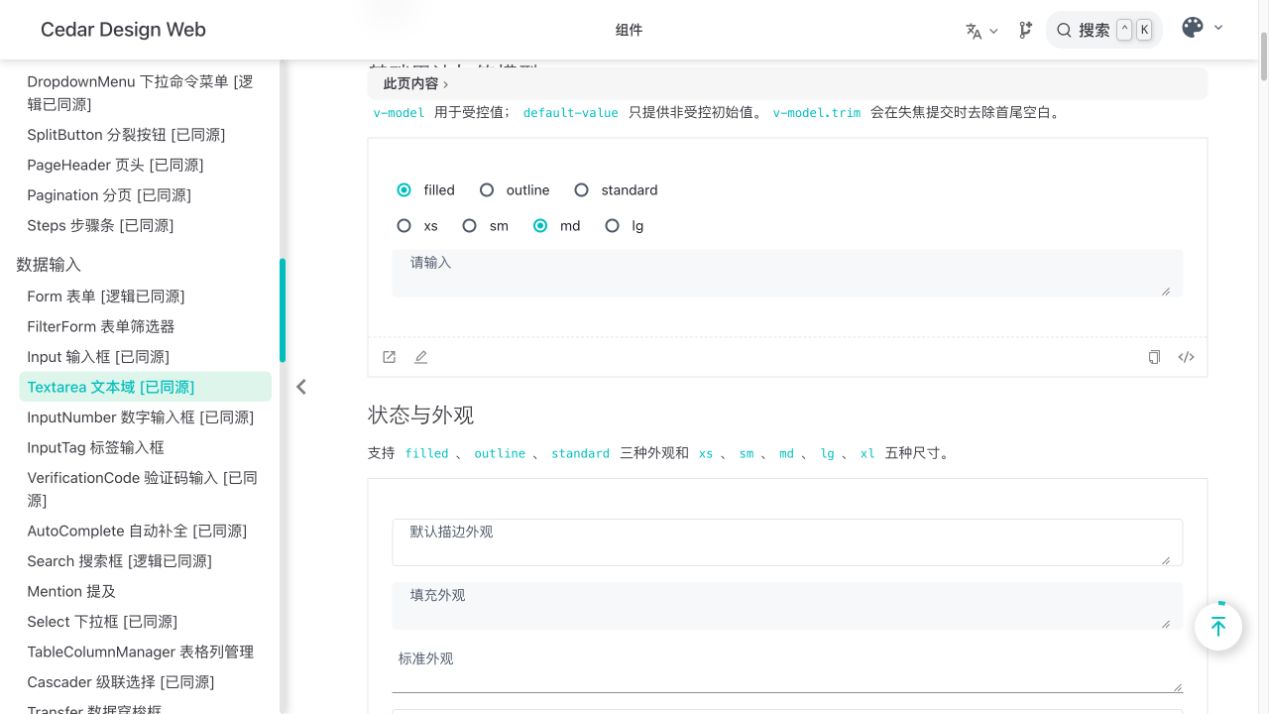 Cedar Design Web
组件
搜索 ^ K
DropdownMenu 下拉命令菜单 [逻
辑已同源]
SplitButton 分裂按钮 [已同源]
PageHeader 页头 [已同源]
Pagination 分页 [已同源]
Steps 步骤条 [已同源]
数据输入
Form 表单 [逻辑已同源]
FilterForm 表单筛选器
Input 输入框 [已同源]
Textarea 文本域 [已同源]
InputNumber 数字输入框 [已同源]
InputTag 标签输入框
VerificationCode 验证码输入 [已同
源]
AutoComplete 自动补全 [已同源]
Search 搜索框 [逻辑已同源]
Mention 提及
Select 下拉框 [已同源]
TableColumnManager 表格列管理
Cascader 级联选择 [已同源]
Transfer 数据穿梭框
此页内容 ›
v-model 用于受控值； default-value 只提供非受控初始值。 v-model.trim 会在失焦提交时去除首尾空白。
filled outline standard
xs sm md lg
请输入
状态与外观
支持 filled 、 outline 、 standard 三种外观和 xs 、 sm 、 md 、 lg 、 xl 五种尺寸。
默认描边外观
填充外观
标准外观